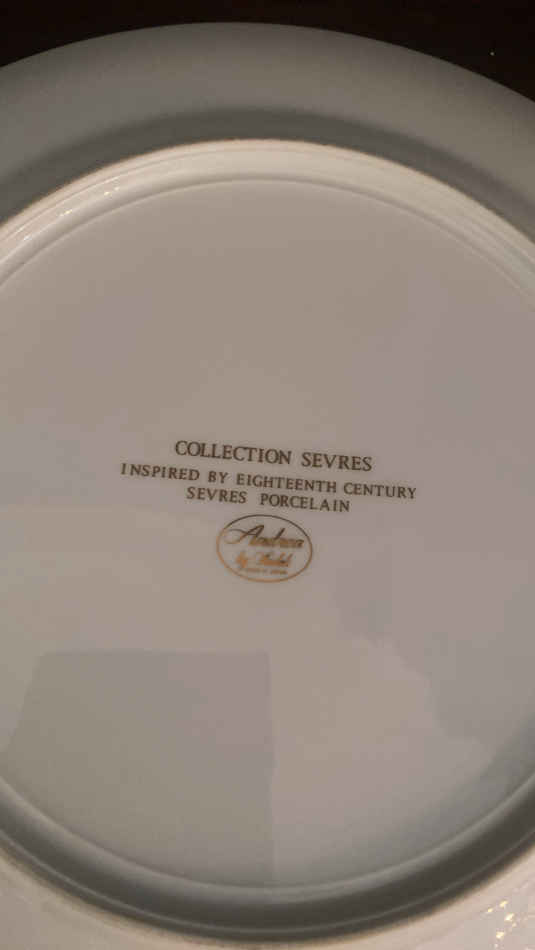 COLLECTION SEVRES
INSPIRED BY EIGHTEENTH CENTURY
SEVRES PORCELAIN
Andrea
by Sadek